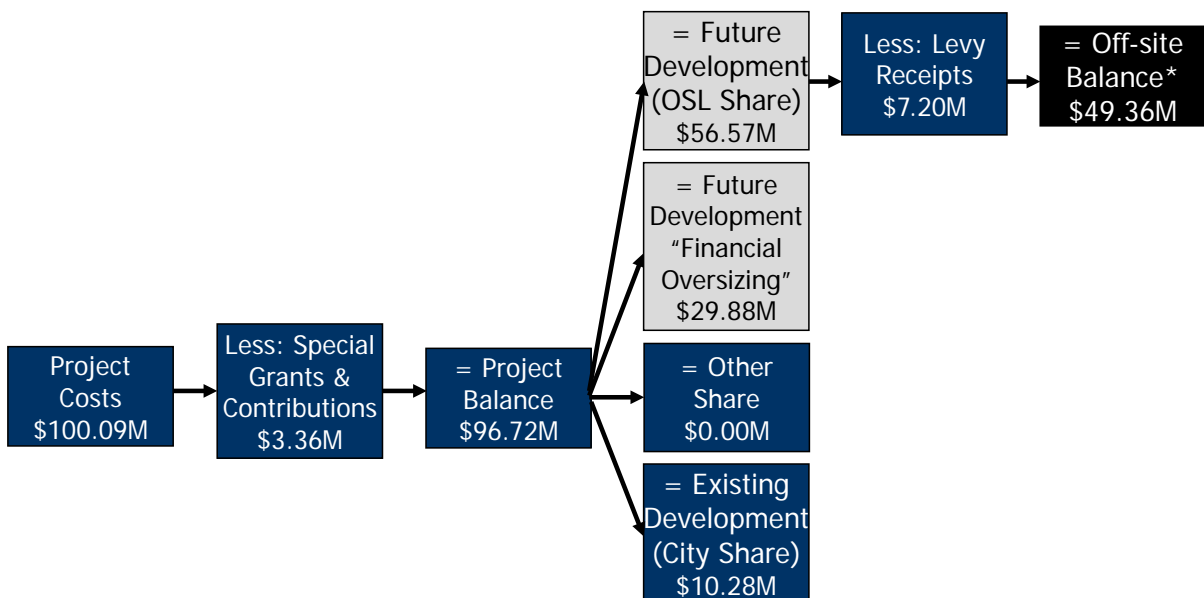 Project
Costs
$100.09M
Less: Special
Grants &
Contributions
$3.36M
= Project
Balance
$96.72M
= Future
Development
(OSL Share)
$56.57M
Less: Levy
Receipts
$7.20M
= Off-site
Balance*
$49.36M
= Future
Development
“Financial
Oversizing”
$29.88M
= Other
Share
$0.00M
= Existing
Development
(City Share)
$10.28M